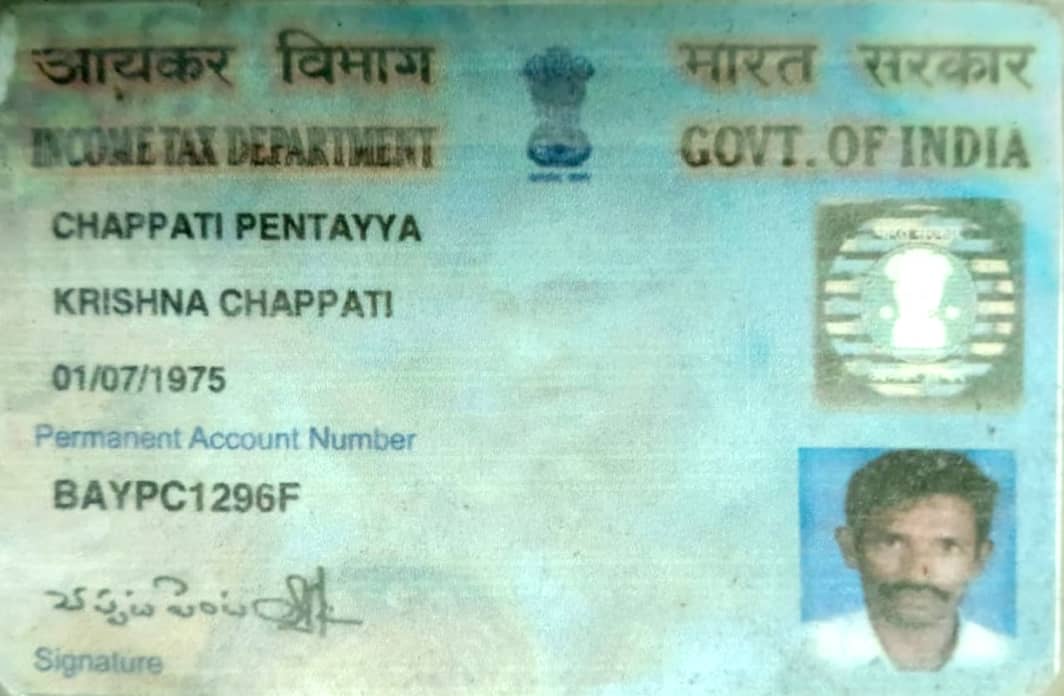 आयकर विभाग
भारत सरकार
INCOME TAX DEPARTMENT
GOVT. OF INDIA
CHAPPATI PENTAYYA
KRISHNA CHAPPATI
01/07/1975
Permanent Account Number
BAYPC1296F
Signature